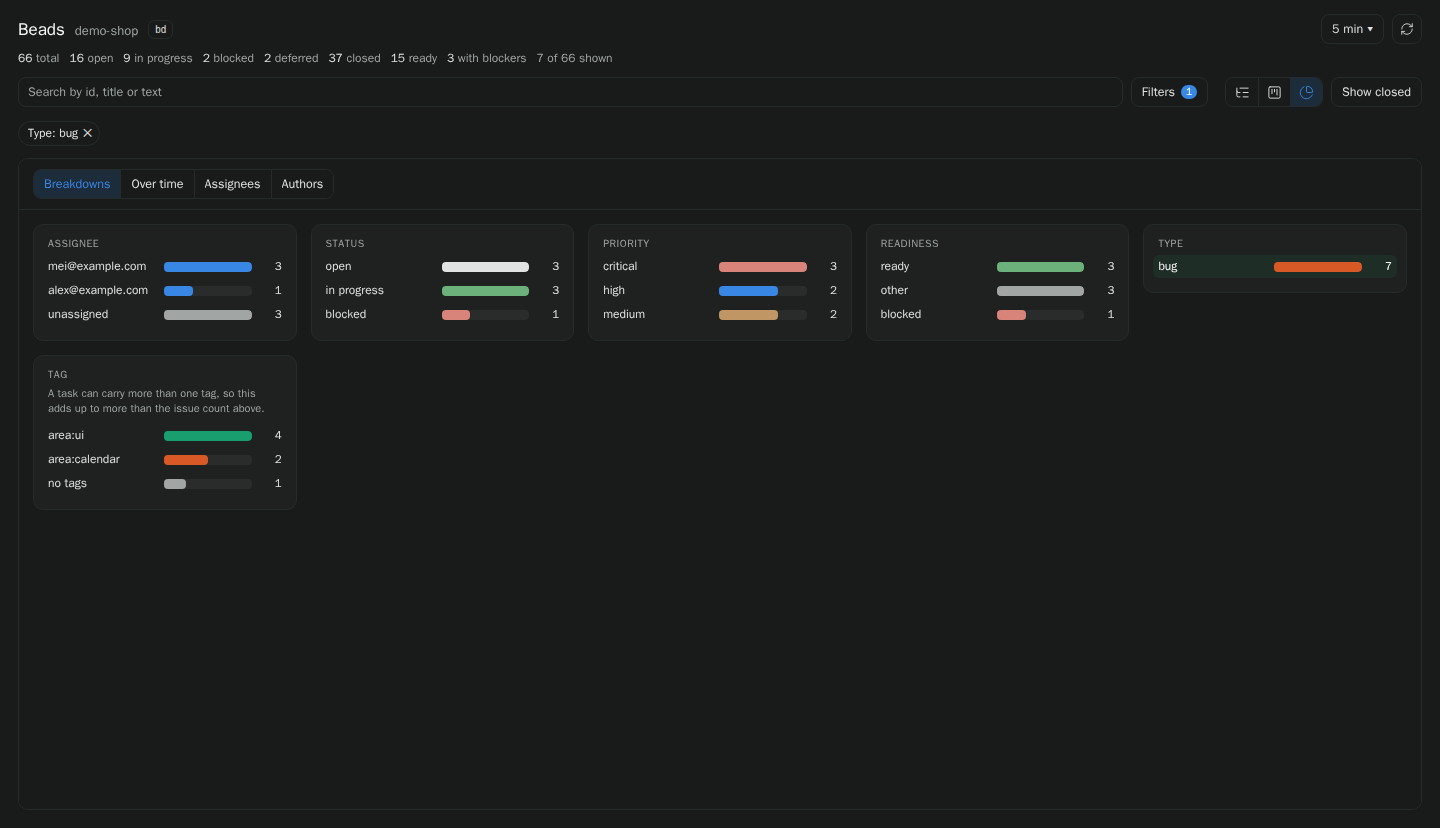 Beads demo-shop bd
5 min
66 total 16 open 9 in progress 2 blocked 2 deferred 37 closed 15 ready 3 with blockers 7 of 66 shown
Search by id, title or text
Filters 1
Show closed
Type: bug
Breakdowns Over time Assignees Authors
ASSIGNEE
mei@example.com 3
alex@example.com 1
unassigned 3
STATUS
open 3
in progress 3
blocked 1
PRIORITY
critical 3
high 2
medium 2
READINESS
ready 3
other 3
blocked 1
TYPE
bug 7
TAG
A task can carry more than one tag, so this
adds up to more than the issue count above.
area:ui 4
area:calendar 2
no tags 1